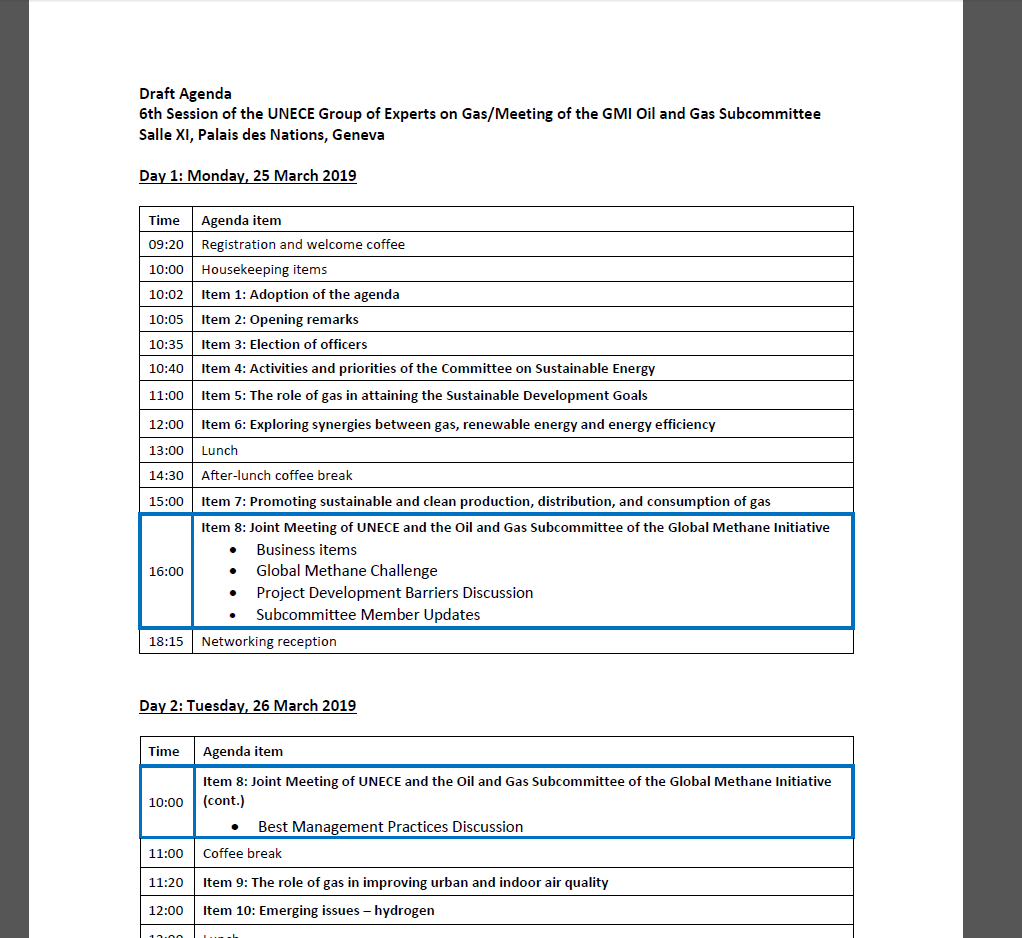 Draft Agenda
6th Session of the UNECE Group of Experts on Gas/Meeting of the GMI Oil and Gas Subcommittee
Salle XI, Palais des Nations, Geneva
Day 1: Monday, 25 March 2019
Time Agenda item
09:20 Registration and welcome coffee
10:00 Housekeeping items
10:02 Item 1: Adoption of the agenda
10:05 Item 2: Opening remarks
10:35 Item 3: Election of officers
10:40 Item 4: Activities and priorities of the Committee on Sustainable Energy
11:00 Item 5: The role of gas in attaining the Sustainable Development Goals
12:00 Item 6: Exploring synergies between gas, renewable energy and energy efficiency
13:00 Lunch
14:30 After-lunch coffee break
15:00 Item 7: Promoting sustainable and clean production, distribution, and consumption of gas
16:00 Item 8: Joint Meeting of UNECE and the Oil and Gas Subcommittee of the Global Methane Initiative
• Business items
• Global Methane Challenge
• Project Development Barriers Discussion
• Subcommittee Member Updates
18:15 Networking reception
Day 2: Tuesday, 26 March 2019
Time Agenda item
10:00 Item 8: Joint Meeting of UNECE and the Oil and Gas Subcommittee of the Global Methane Initiative
(cont.)
• Best Management Practices Discussion
11:00 Coffee break
11:20 Item 9: The role of gas in improving urban and indoor air quality
12:00 Item 10: Emerging issues – hydrogen
Lunch